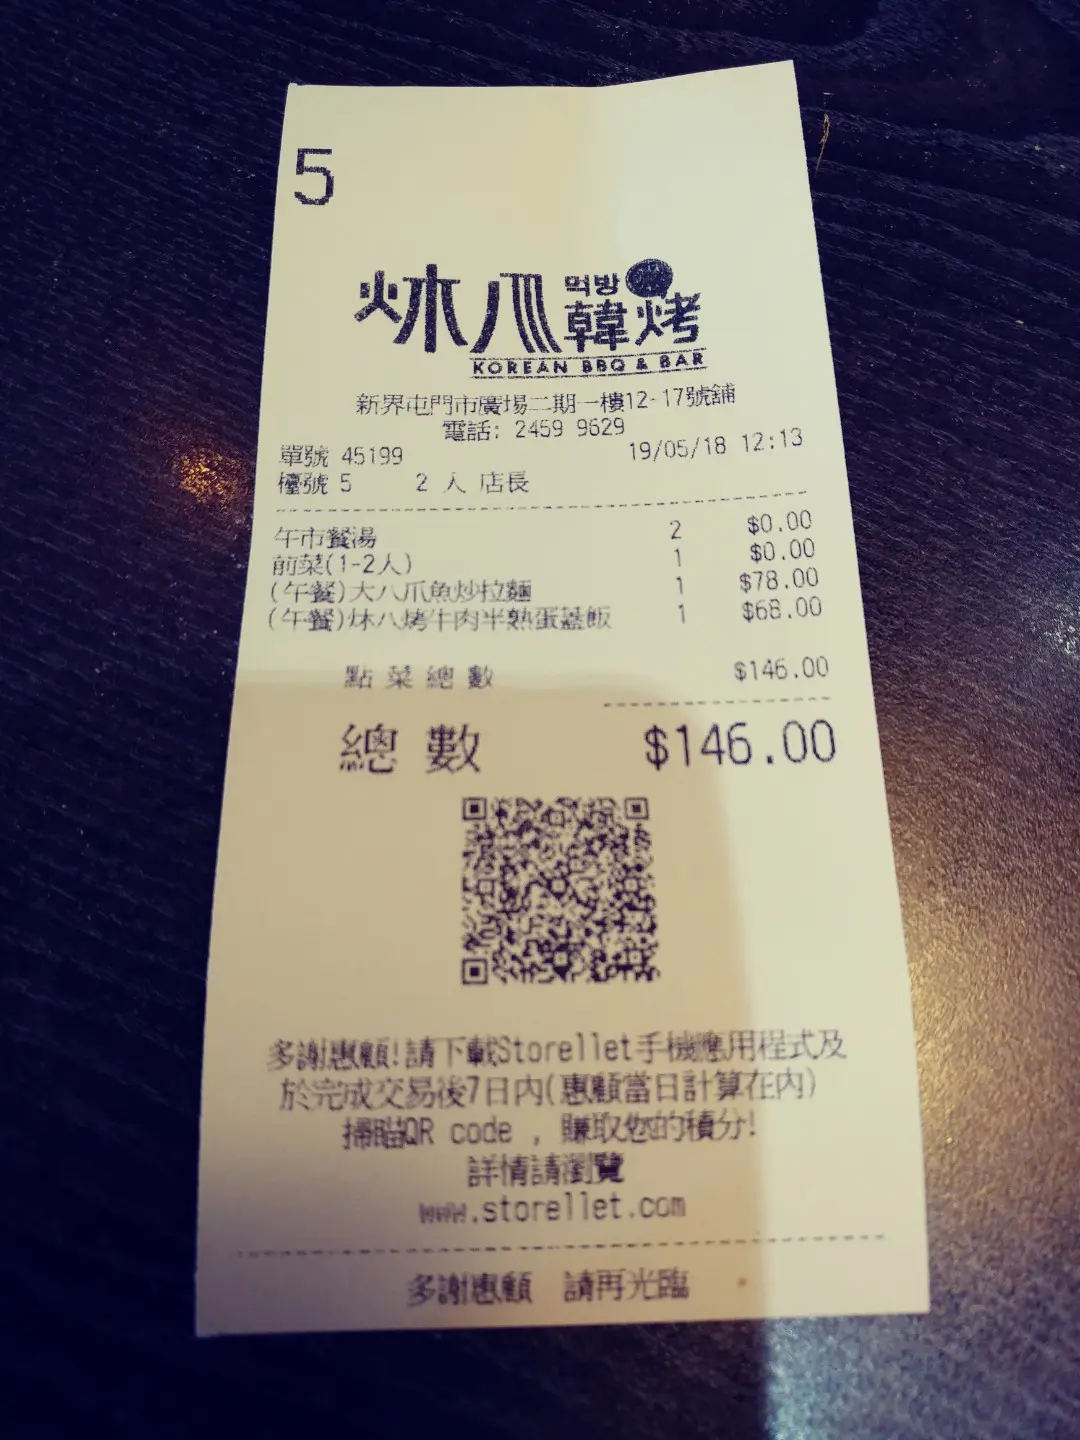 5
炑八爪 먹방 韓烤
KOREAN BBQ & BAR
新界屯門市廣場二期一樓12-17號舖
電話: 2459 9629
單號 45199 19/05/18 12:13
檯號 5 2 人 店長
午市餐湯 2 $0.00
前菜(1-2人) 1 $0.00
(午餐)大八爪魚炒拉麵 1 $78.00
(午餐)炑八烤牛肉半熟蛋蓋飯 1 $68.00
點菜總數 $146.00
總數 $146.00
多謝惠顧!請下載Storellet手機應用程式及
於完成交易後7日內(惠顧當日計算在內)
掃瞄QR code , 賺取您的積分!
詳情請瀏覽
www.storellet.com
多謝惠顧 請再光臨